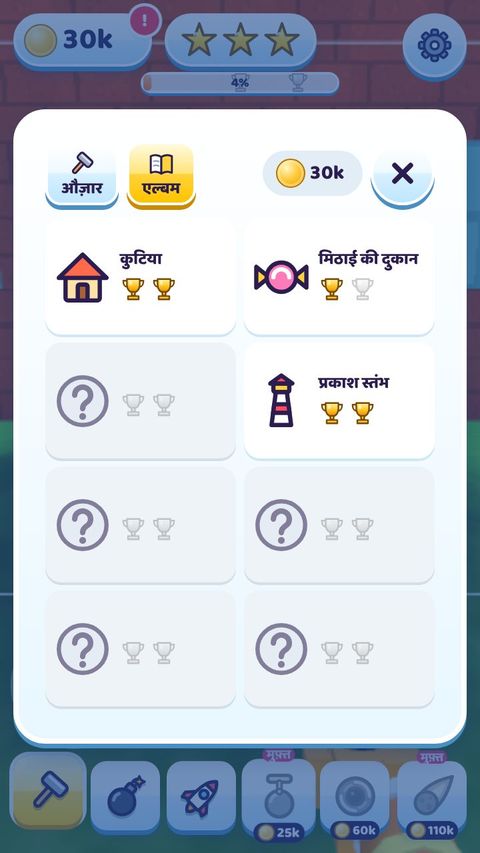 30k
!
4%
औज़ार
एल्बम
30k
कुटिया
मिठाई की दुकान
प्रकाश स्तंभ
मुफ़्त
मुफ़्त
25k
60k
110k